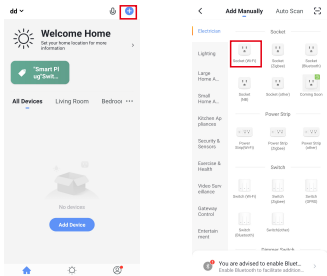 dd
Welcome Home
Set your home location for more
information
"Smart Pl
ug"Swit...
All Devices
Living Room
Bedroo
No devices
Add Device
Add Manually
Auto Scan
Electrician
Lighting
Large
Home A...
Small
Home A...
Kitchen Ap
pliances
Security &
Sensors
Exercise &
Health
Video Surv
eillance
Gateway
Control
Entertain
ment
Socket
Socket (Wi-Fi)
Socket
(Zigbee)
Socket
(Bluetooth)
Socket
(NB)
Socket (other)
Coming Soon
Power Strip
Power
Strip(Wi-Fi)
Power Strip
(Zigbee)
Power Strip
(other)
Switch
Switch (Wi-Fi)
Switch
(Zigbee)
Switch
(GPRS)
Switch
(Bluetooth)
Switch(other)
Dimmer Switch
You are advised to enable Bluet...
Enable Bluetooth to facilitate addition...